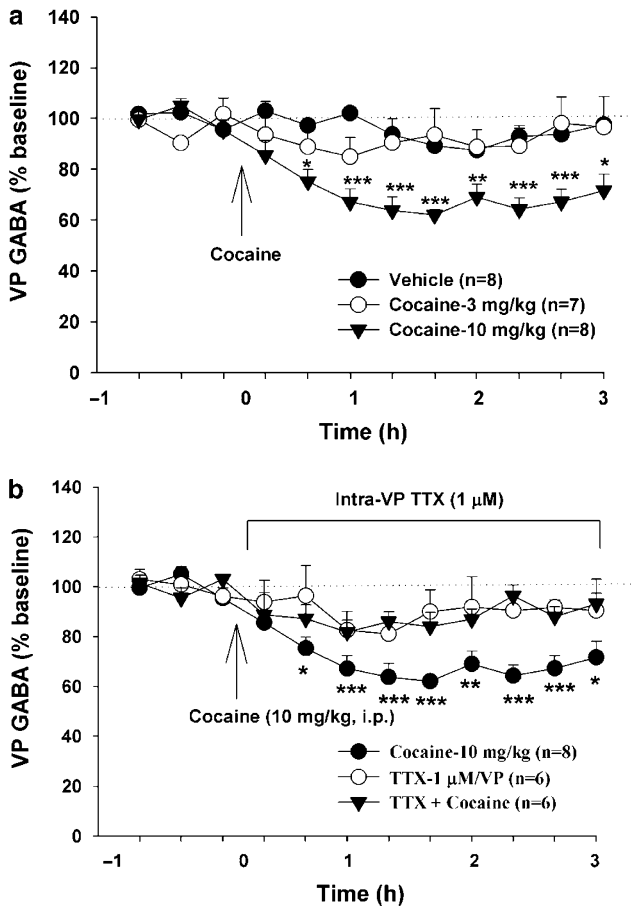 a
140
120
100
80
60
40
20
0
VP GABA (% baseline)
* *** *** *** ** *** *** *
Cocaine
Vehicle (n=8)
Cocaine-3 mg/kg (n=7)
Cocaine-10 mg/kg (n=8)
–1 0 1 2 3
Time (h)
b
140
120
100
80
60
40
20
0
VP GABA (% baseline)
Intra-VP TTX (1 μM)
* *** *** *** ** *** *** *
Cocaine (10 mg/kg, i.p.)
Cocaine-10 mg/kg (n=8)
TTX-1 μM/VP (n=6)
TTX + Cocaine (n=6)
–1 0 1 2 3
Time (h)